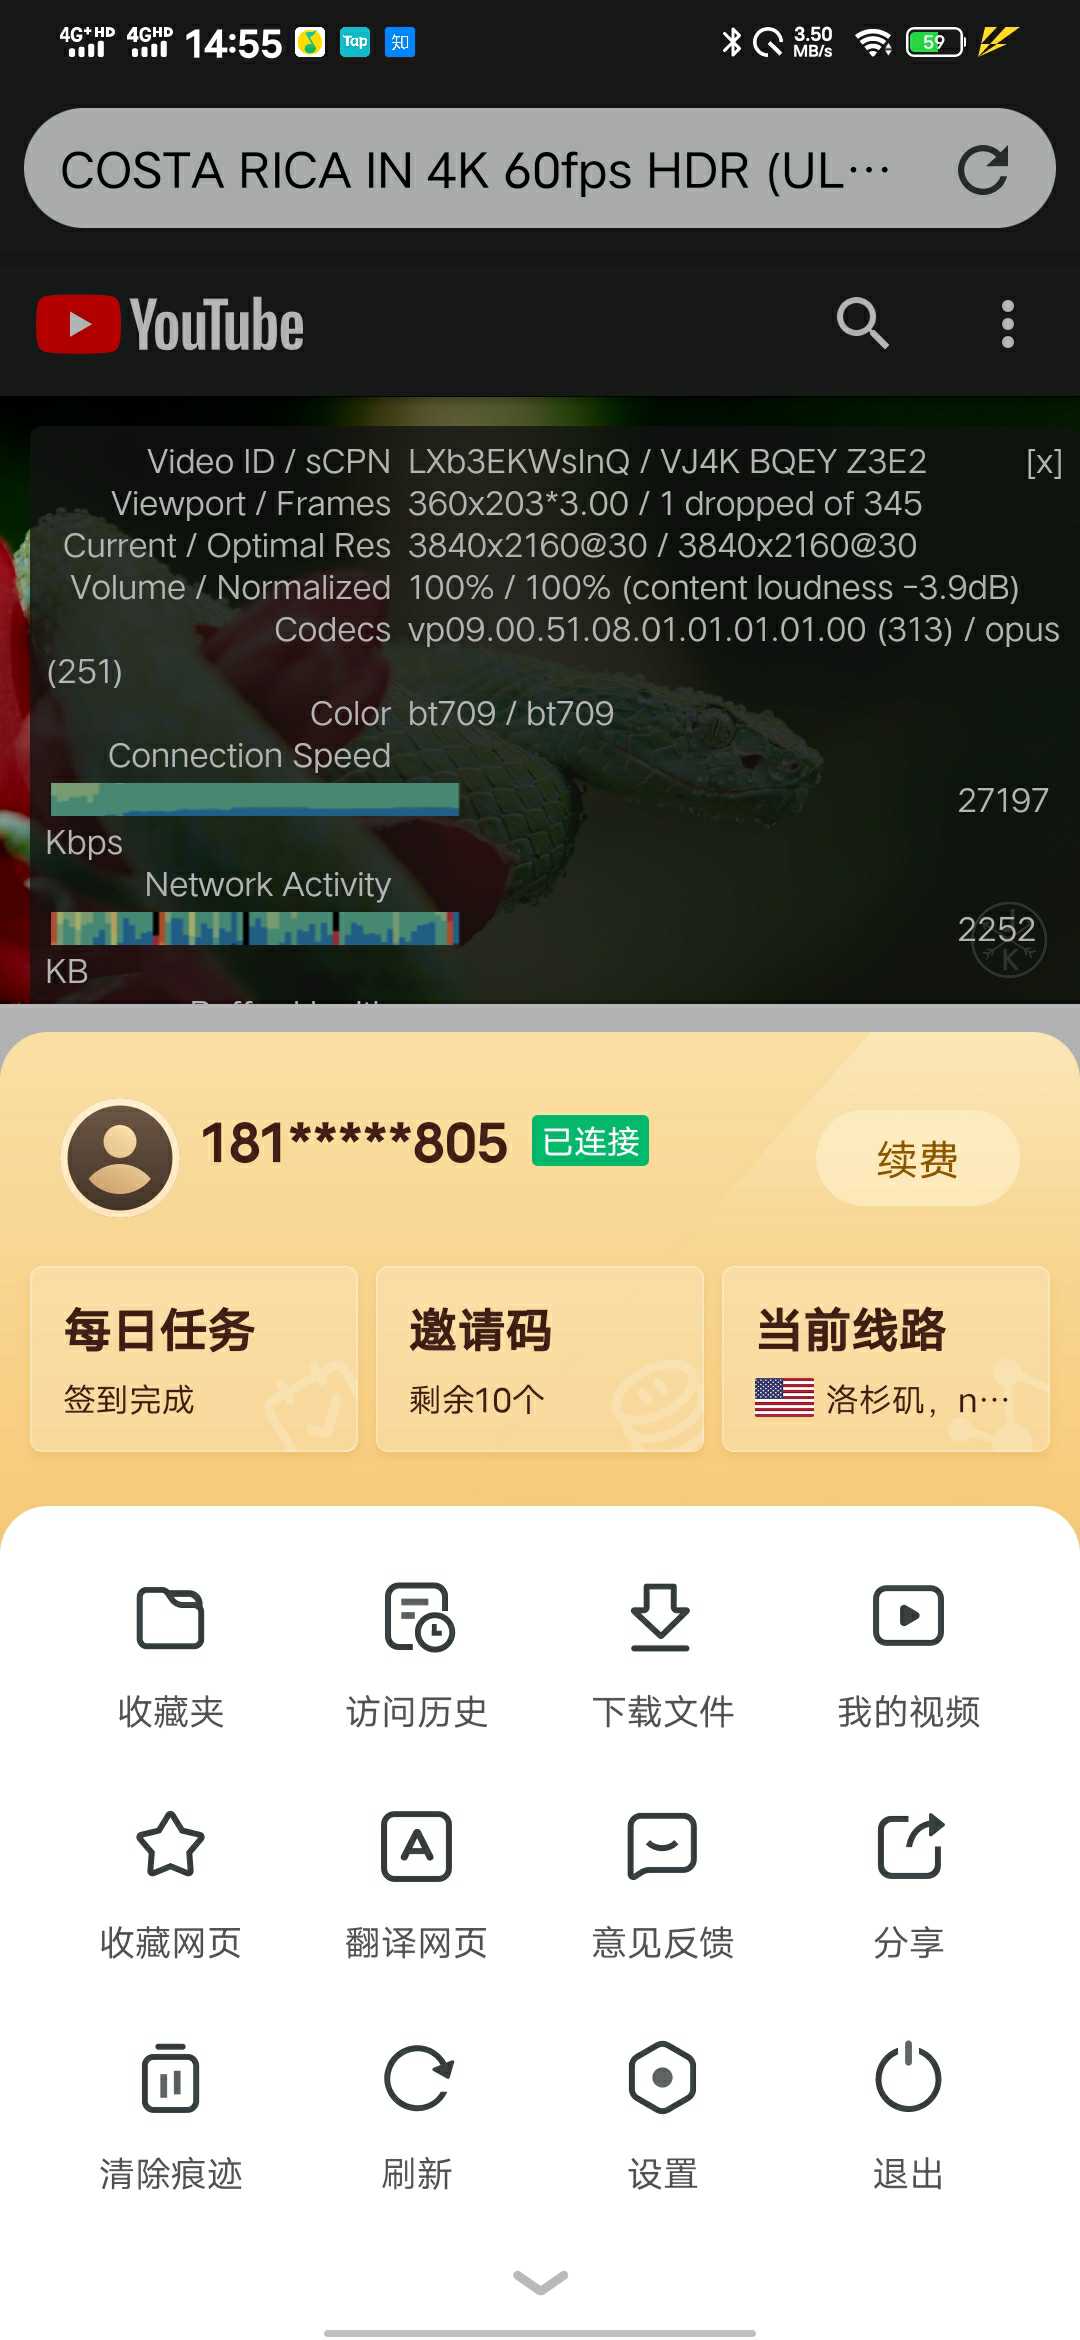 4G+HD 4GHD 14:55 Tap 知 3.50 MB/s 59
COSTA RICA IN 4K 60fps HDR (UL···
YouTube
Video ID / sCPN LXb3EKWsInQ / VJ4K BQEY Z3E2 [x]
Viewport / Frames 360x203*3.00 / 1 dropped of 345
Current / Optimal Res 3840x2160@30 / 3840x2160@30
Volume / Normalized 100% / 100% (content loudness -3.9dB)
Codecs vp09.00.51.08.01.01.01.01.00 (313) / opus
(251)
Color bt709 / bt709
Connection Speed
27197
Kbps
Network Activity
2252
KB
181*****805 已连接 续费
每日任务 邀请码 当前线路
签到完成 剩余10个 洛杉矶，n···
收藏夹 访问历史 下载文件 我的视频
收藏网页 翻译网页 意见反馈 分享
清除痕迹 刷新 设置 退出